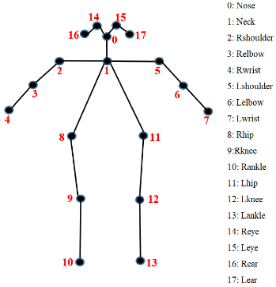 14 15
16 0 17
2 1 5
3 6
4 7
8 11
9 12
10 13
0: Nose
1: Neck
2: Rshoulder
3: Relbow
4: Rwrist
5: Lshoulder
6: Lelbow
7: Lwrist
8: Rhip
9:Rknee
10: Rankle
11: Lhip
12: Lknee
13: Lankle
14: Reye
15: Leye
16: Rear
17: Lear